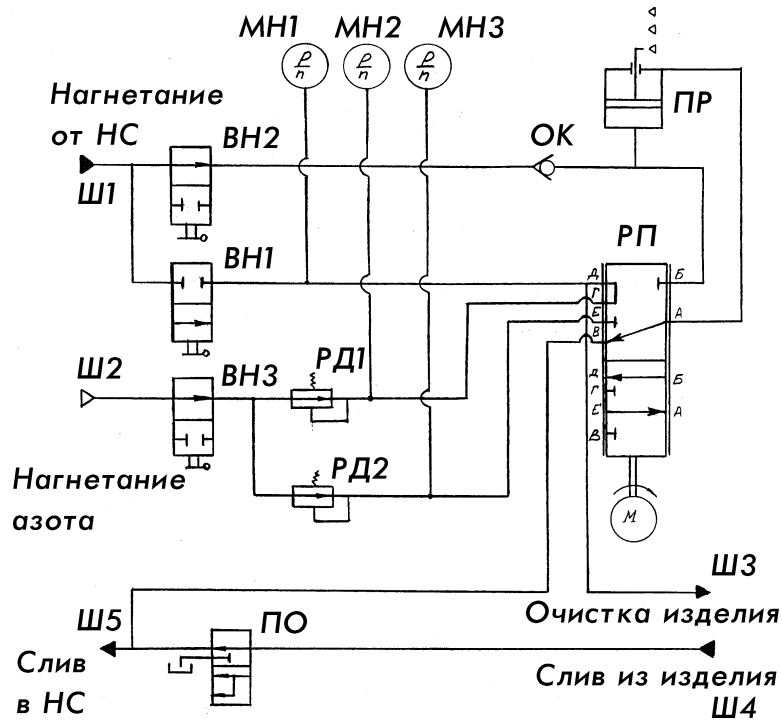 МН1 МН2 МН3
р/п р/п р/п
Нагнетание
от НС
ВН2
ОК
ПР
Ш1
ВН1
РП
Д Б
Г
Е А
В
Ш2
ВН3
РД1
Д Б
Г
Е А
В
РД2
Нагнетание
азота
М
Ш3
Очистка изделия
Ш5
ПО
Слив
в НС
Слив из изделия
Ш4